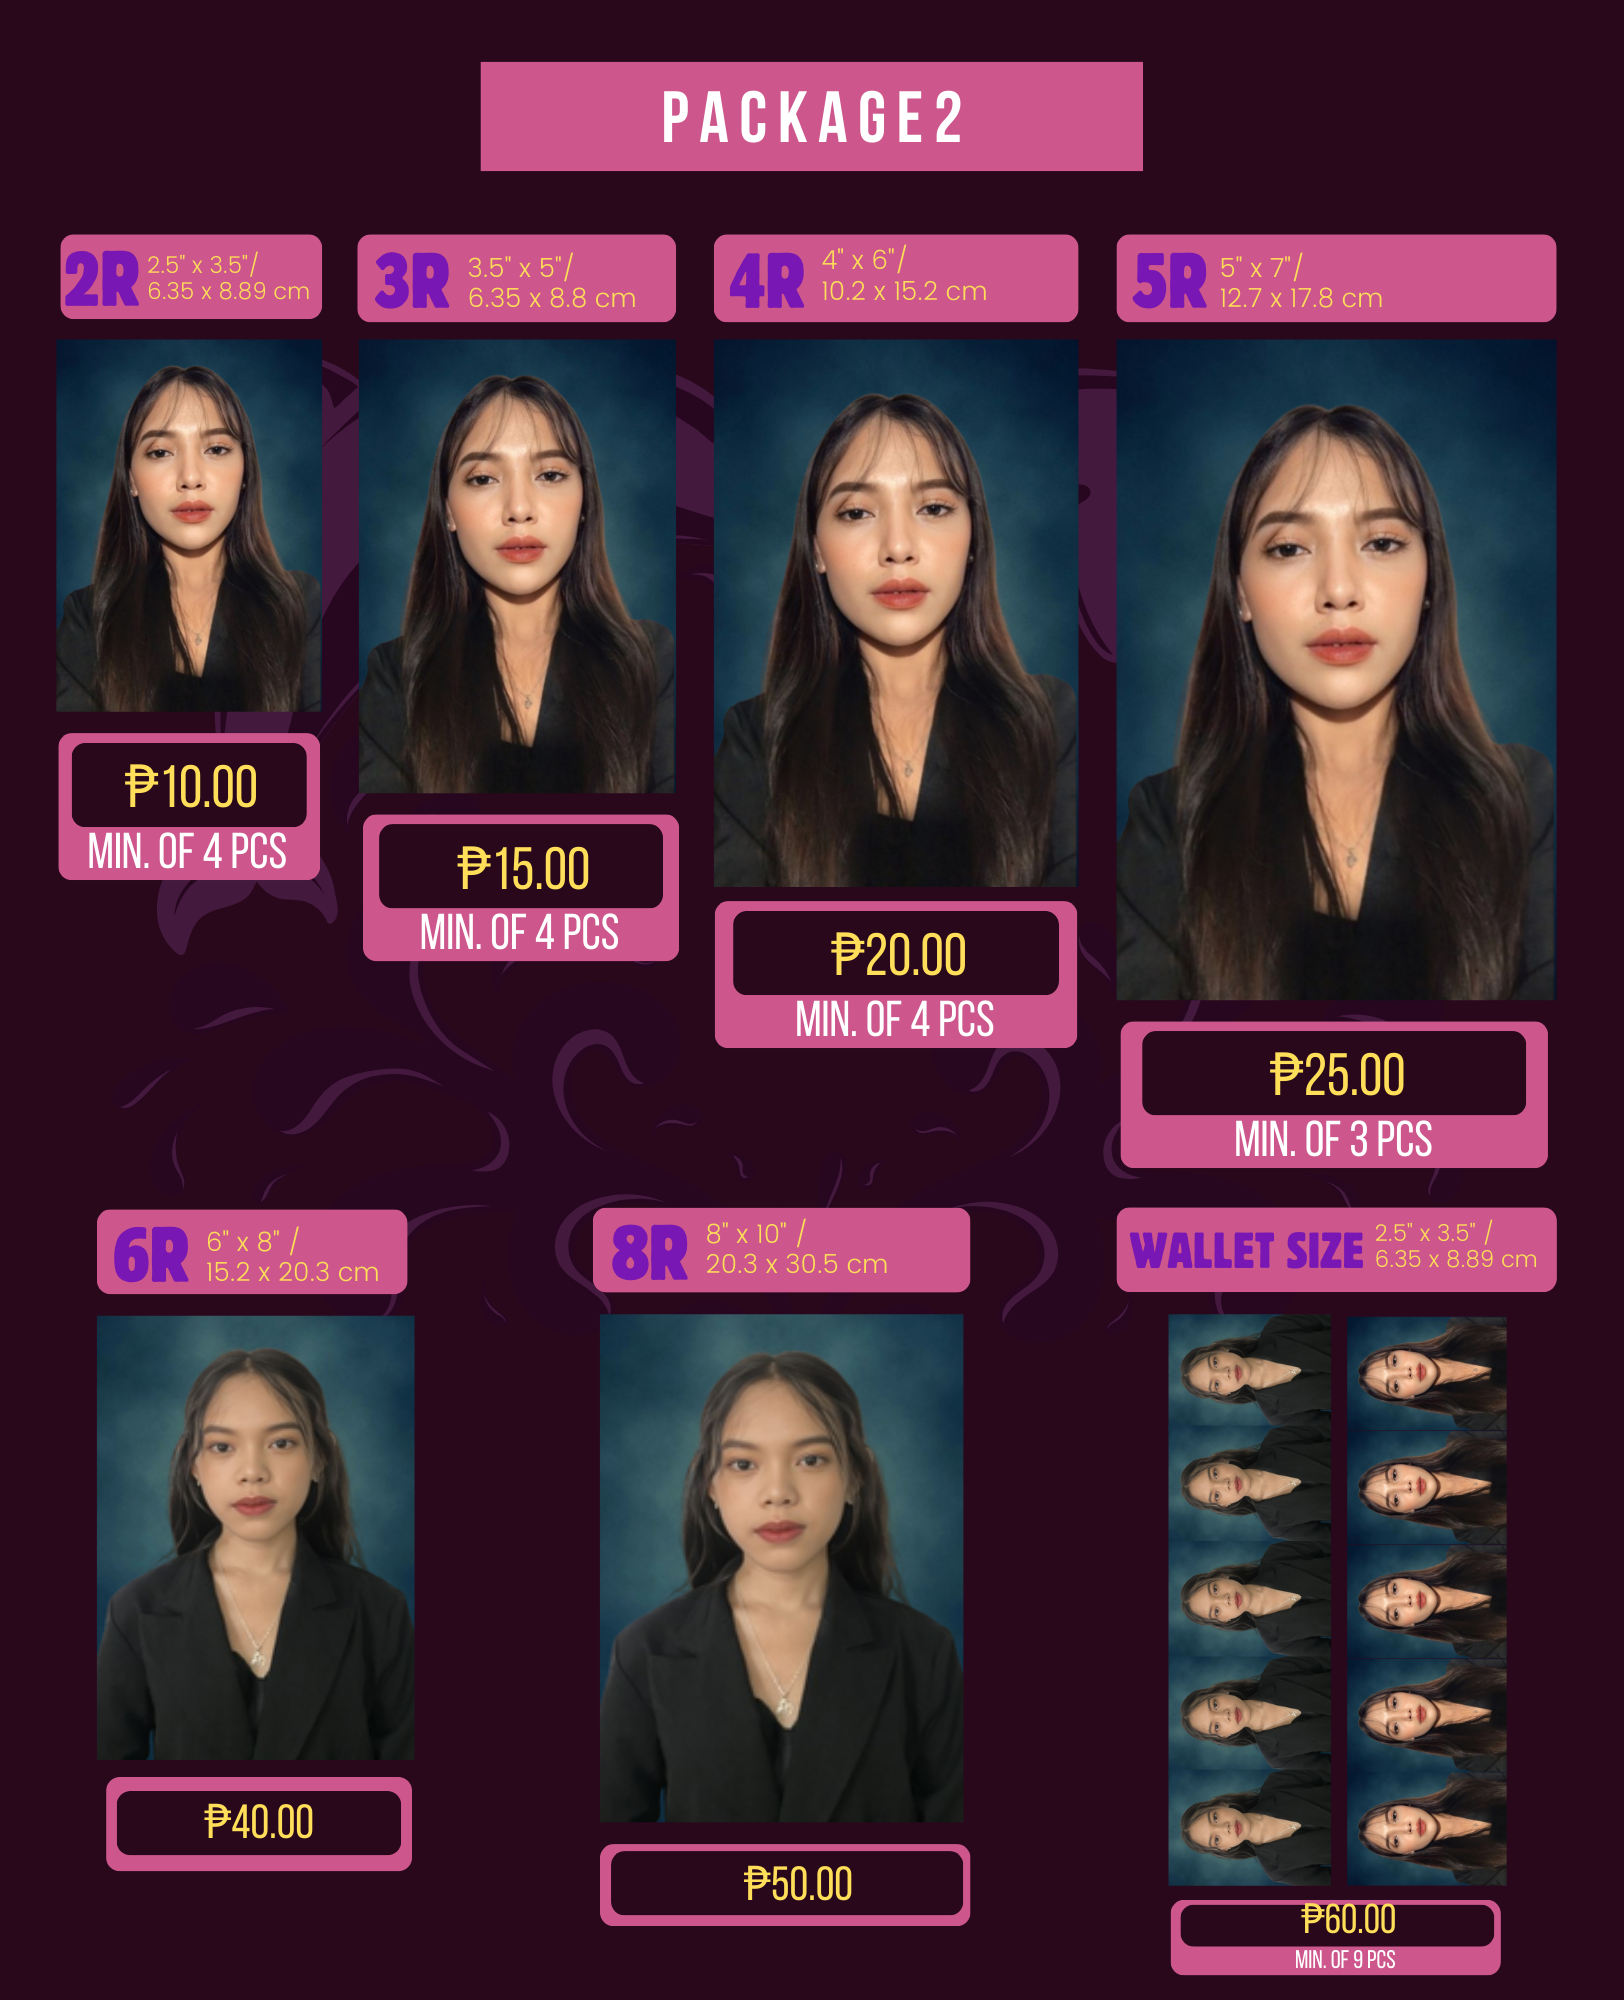 PACKAGE2
2R 2.5" x 3.5"/
6.35 x 8.89 cm
3R 3.5" x 5"/
6.35 x 8.8 cm
4R 4" x 6"/
10.2 x 15.2 cm
5R 5" x 7"/
12.7 x 17.8 cm
₱10.00
MIN. OF 4 PCS
₱15.00
MIN. OF 4 PCS
₱20.00
MIN. OF 4 PCS
₱25.00
MIN. OF 3 PCS
6R 6" x 8" /
15.2 x 20.3 cm
8R 8" x 10" /
20.3 x 30.5 cm
WALLET SIZE 2.5" x 3.5" /
6.35 x 8.89 cm
₱40.00
₱50.00
₱60.00
MIN. OF 9 PCS